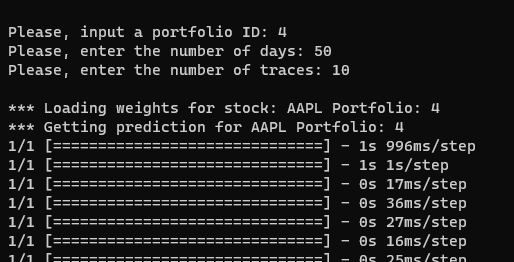 Please, input a portfolio ID: 4
Please, enter the number of days: 50
Please, enter the number of traces: 10
*** Loading weights for stock: AAPL Portfolio: 4
*** Getting prediction for AAPL Portfolio: 4
1/1 [==============================] - 1s 996ms/step
1/1 [==============================] - 1s 1s/step
1/1 [==============================] - 0s 17ms/step
1/1 [==============================] - 0s 36ms/step
1/1 [==============================] - 0s 27ms/step
1/1 [==============================] - 0s 16ms/step
1/1 [==============================] - 0s 25ms/step